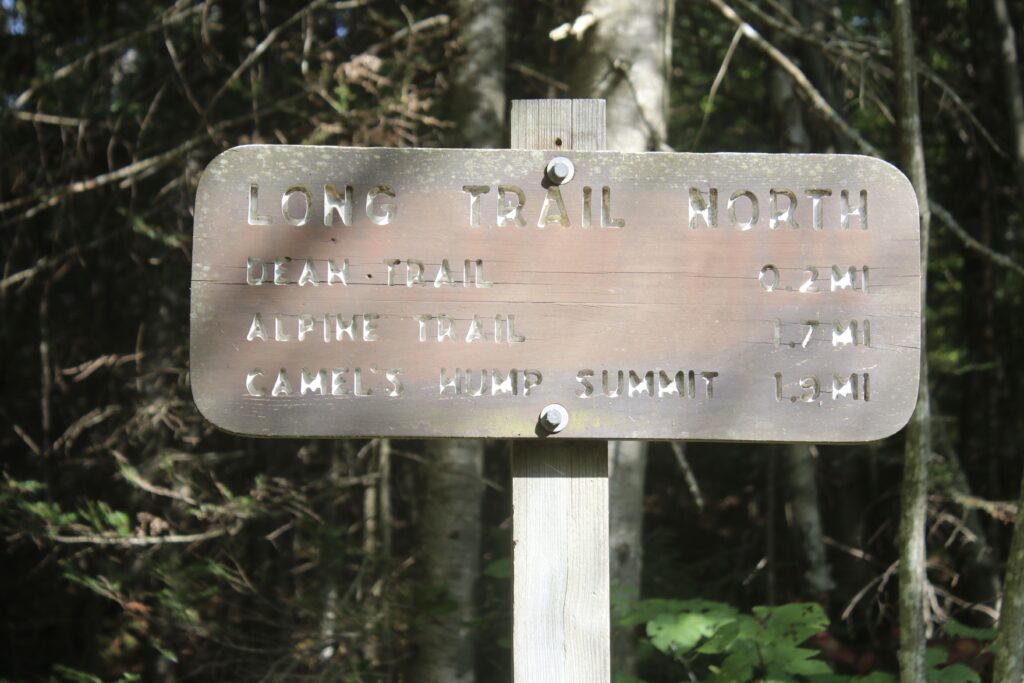 LONG TRAIL NORTH
DEAN TRAIL 0.2 MI
ALPINE TRAIL 1.7 MI
CAMEL'S HUMP SUMMIT 1.9 MI